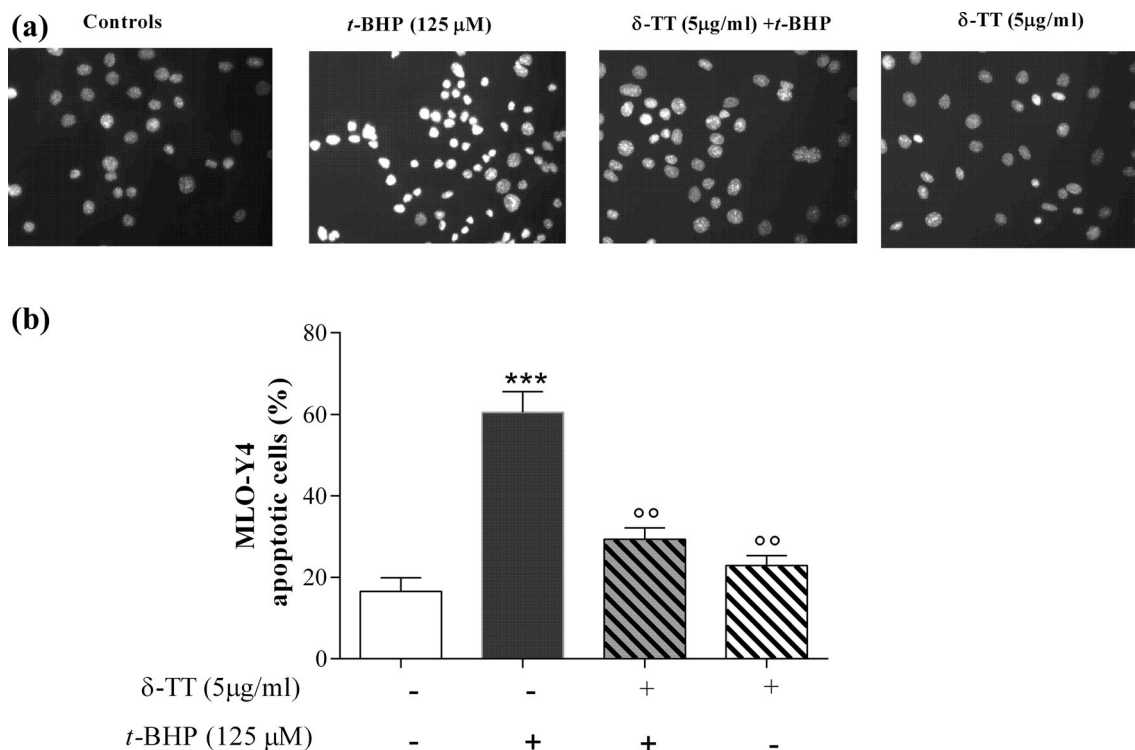 (a)
Controls
t-BHP (125 µM)
δ-TT (5µg/ml) +t-BHP
δ-TT (5µg/ml)
(b)
80
60
40
20
0
MLO-Y4
apoptotic cells (%)
***
°°
°°
δ-TT (5µg/ml) - - + +
t-BHP (125 µM) - + + -